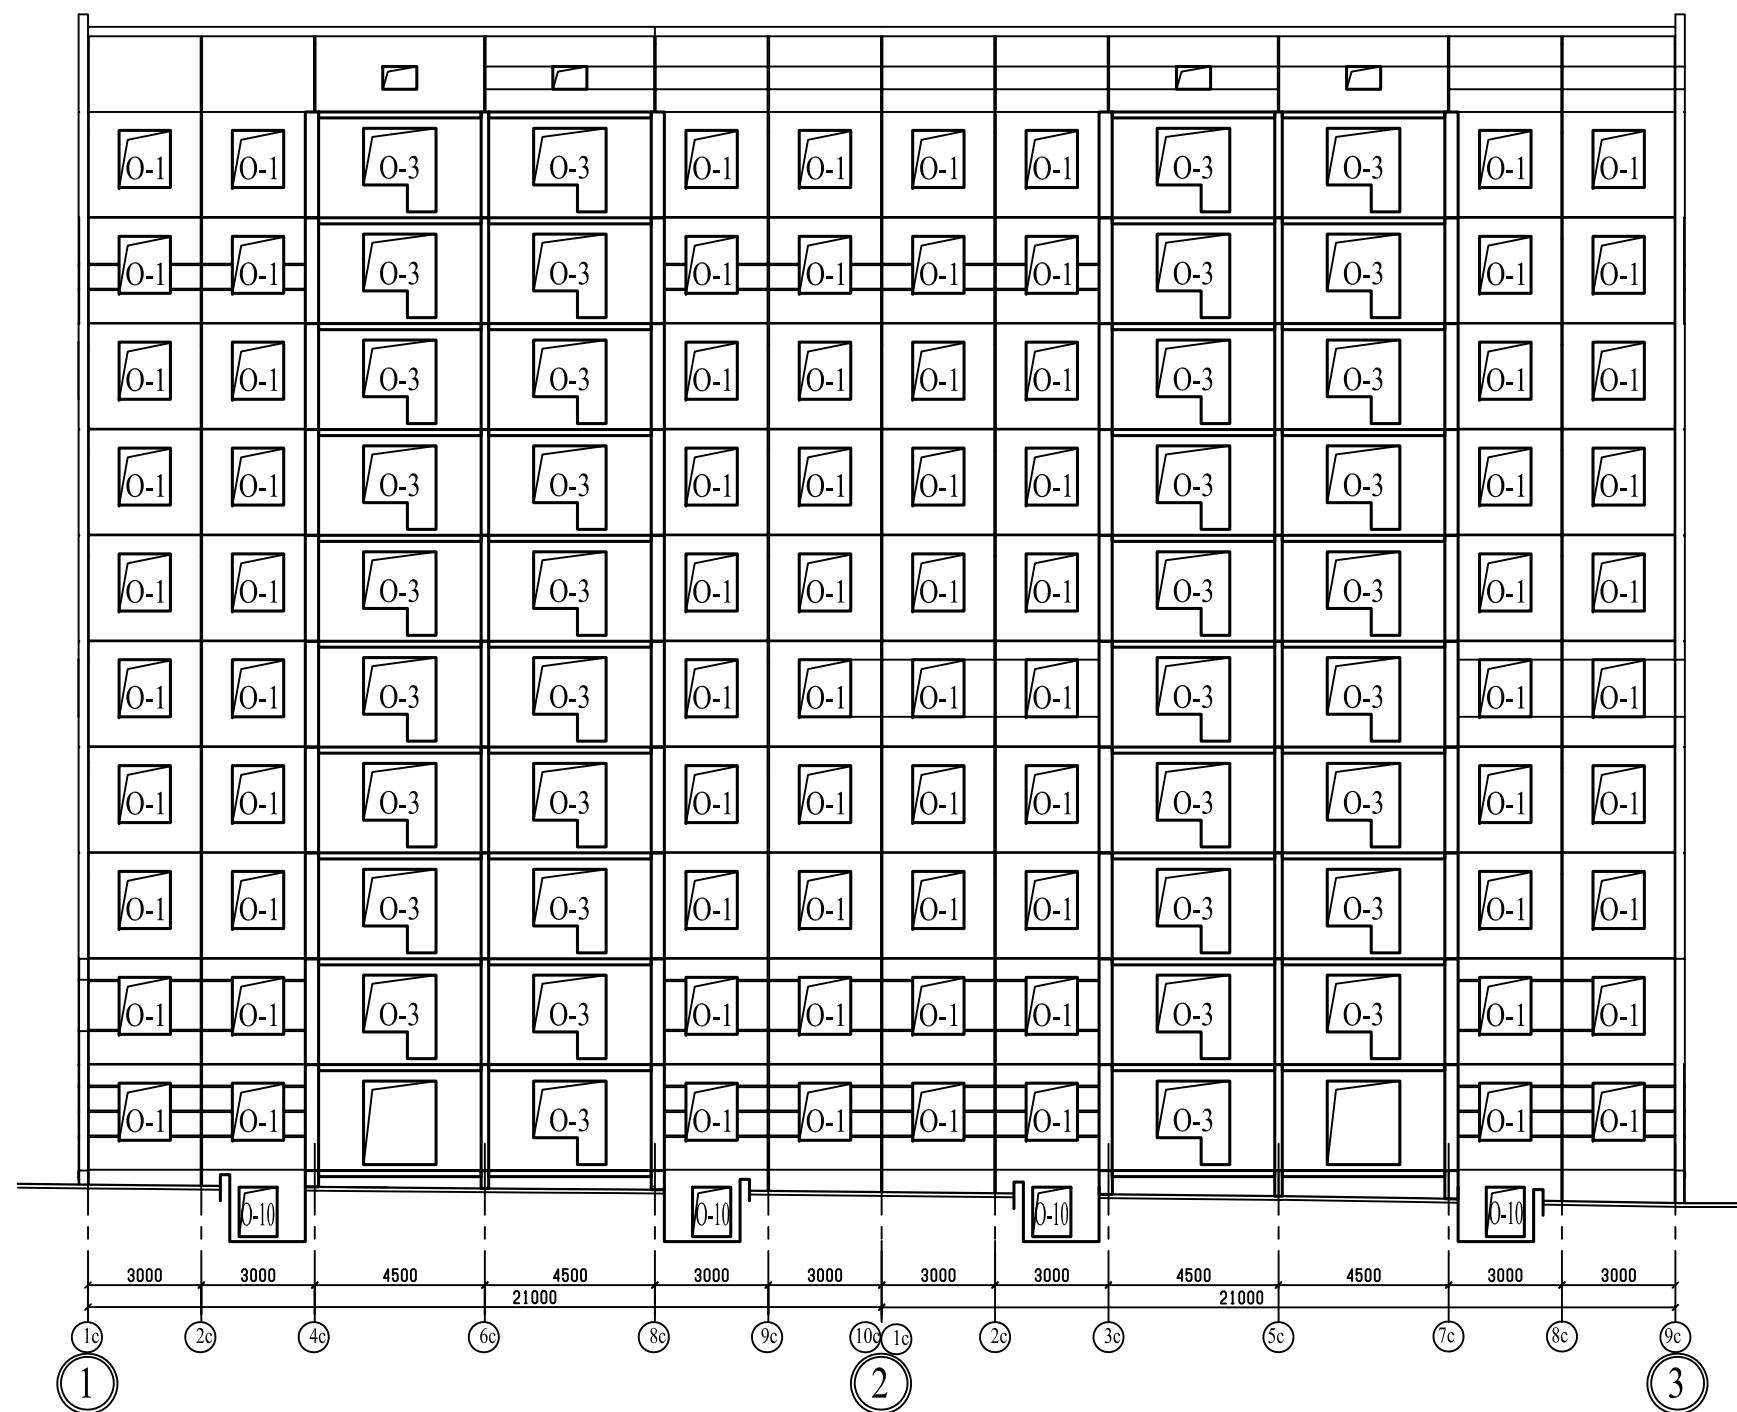 O-1 O-1 O-3 O-3 O-1 O-1 O-1 O-1 O-3 O-3 O-1 O-1
O-1 O-1 O-3 O-3 O-1 O-1 O-1 O-1 O-3 O-3 O-1 O-1
O-1 O-1 O-3 O-3 O-1 O-1 O-1 O-1 O-3 O-3 O-1 O-1
O-1 O-1 O-3 O-3 O-1 O-1 O-1 O-1 O-3 O-3 O-1 O-1
O-1 O-1 O-3 O-3 O-1 O-1 O-1 O-1 O-3 O-3 O-1 O-1
O-1 O-1 O-3 O-3 O-1 O-1 O-1 O-1 O-3 O-3 O-1 O-1
O-1 O-1 O-3 O-3 O-1 O-1 O-1 O-1 O-3 O-3 O-1 O-1
O-1 O-1 O-3 O-3 O-1 O-1 O-1 O-1 O-3 O-3 O-1 O-1
O-1 O-1 O-3 O-3 O-1 O-1 O-1 O-1 O-3 O-3 O-1 O-1
O-1 O-1 O-3 O-1 O-1 O-1 O-1 O-3 O-1 O-1
O-10 O-10 O-10 O-10
3000 3000 4500 4500 3000 3000 3000 3000 4500 4500 3000 3000
21000 21000
1c 2c 4c 6c 8c 9c 10c 1c 2c 3c 5c 7c 8c 9c
1 2 3